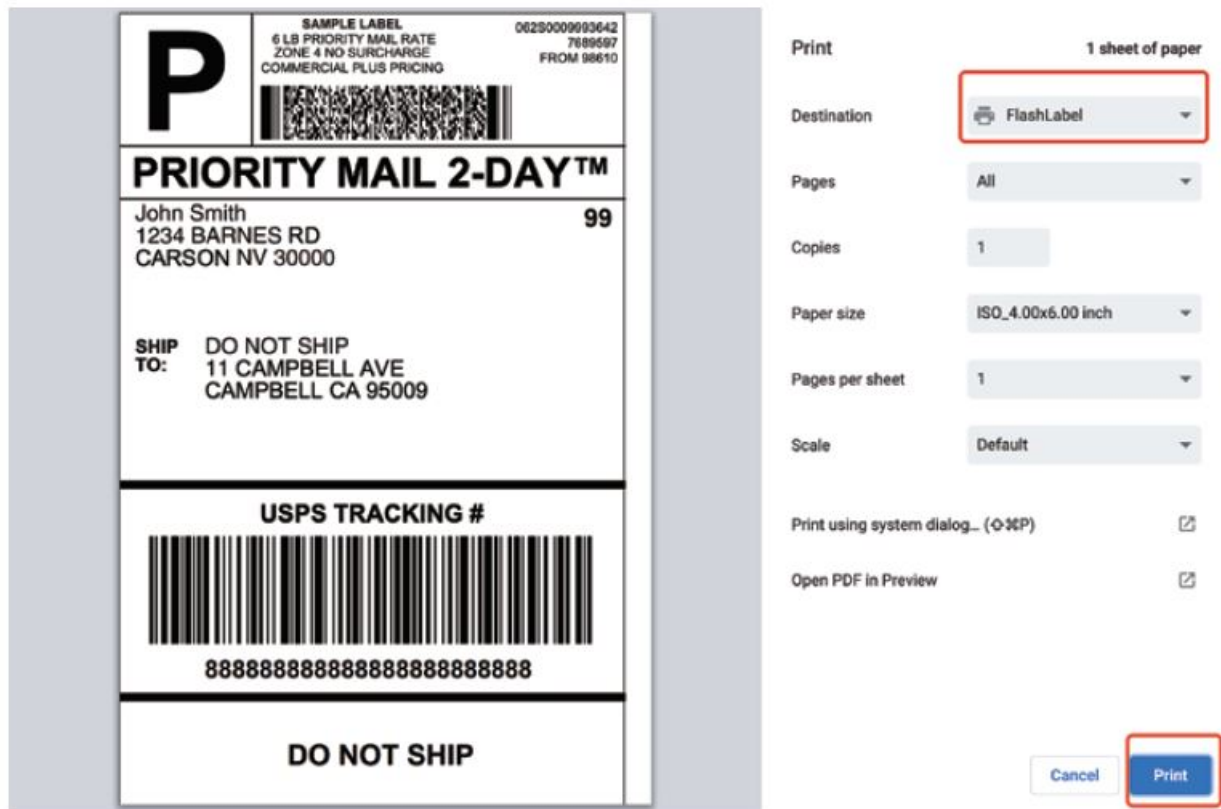 P
SAMPLE LABEL
6 LB PRIORITY MAIL RATE
ZONE 4 NO SURCHARGE
COMMERCIAL PLUS PRICING
062S0009993642
7689597
FROM 98610
PRIORITY MAIL 2-DAY™
John Smith
1234 BARNES RD
CARSON NV 30000
99
SHIP TO:
DO NOT SHIP
11 CAMPBELL AVE
CAMPBELL CA 95009
USPS TRACKING #
88888888888888888888888888
DO NOT SHIP
Print 1 sheet of paper
Destination FlashLabel
Pages All
Copies 1
Paper size ISO_4.00x6.00 inch
Pages per sheet 1
Scale Default
Print using system dialog... (⇧⌘P)
Open PDF in Preview
Cancel Print